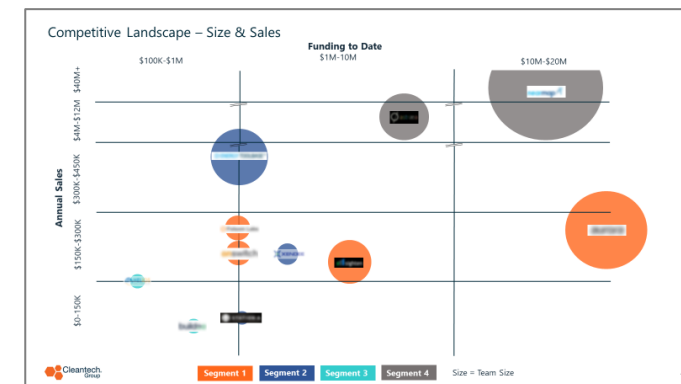 Competitive Landscape – Size & Sales
Funding to Date
$100K-$1M
$1M-10M
$10M-$20M
Annual Sales
$40M+
$4M-$12M
$300K-$450K
$150K-$300K
$0-150K
Cleantech.
Group
Segment 1
Segment 2
Segment 3
Segment 4
Size = Team Size